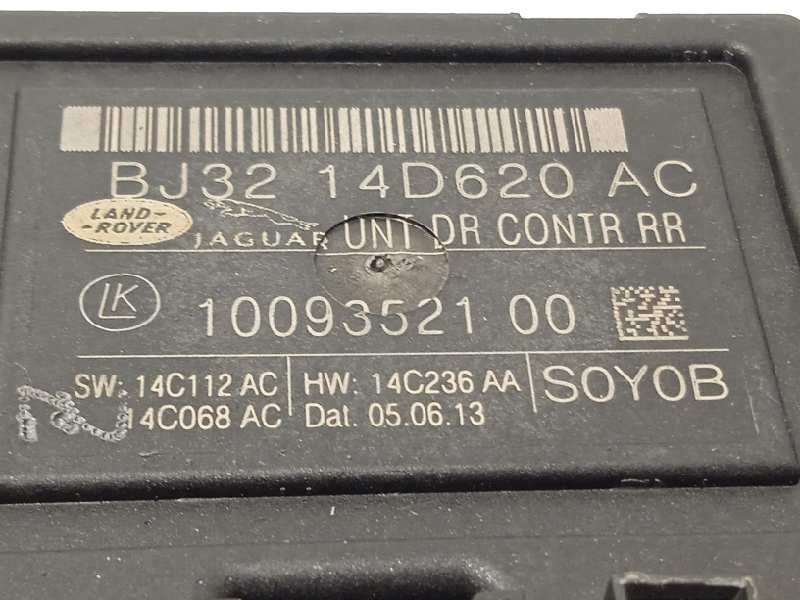 BJ32 14D620 AC
LAND-
ROVER
JAGUAR UNT DR CONTR RR
LK 10093521 00
SW: 14C112 AC HW: 14C236 AA SOYOB
14C068 AC Dat. 05.06.13